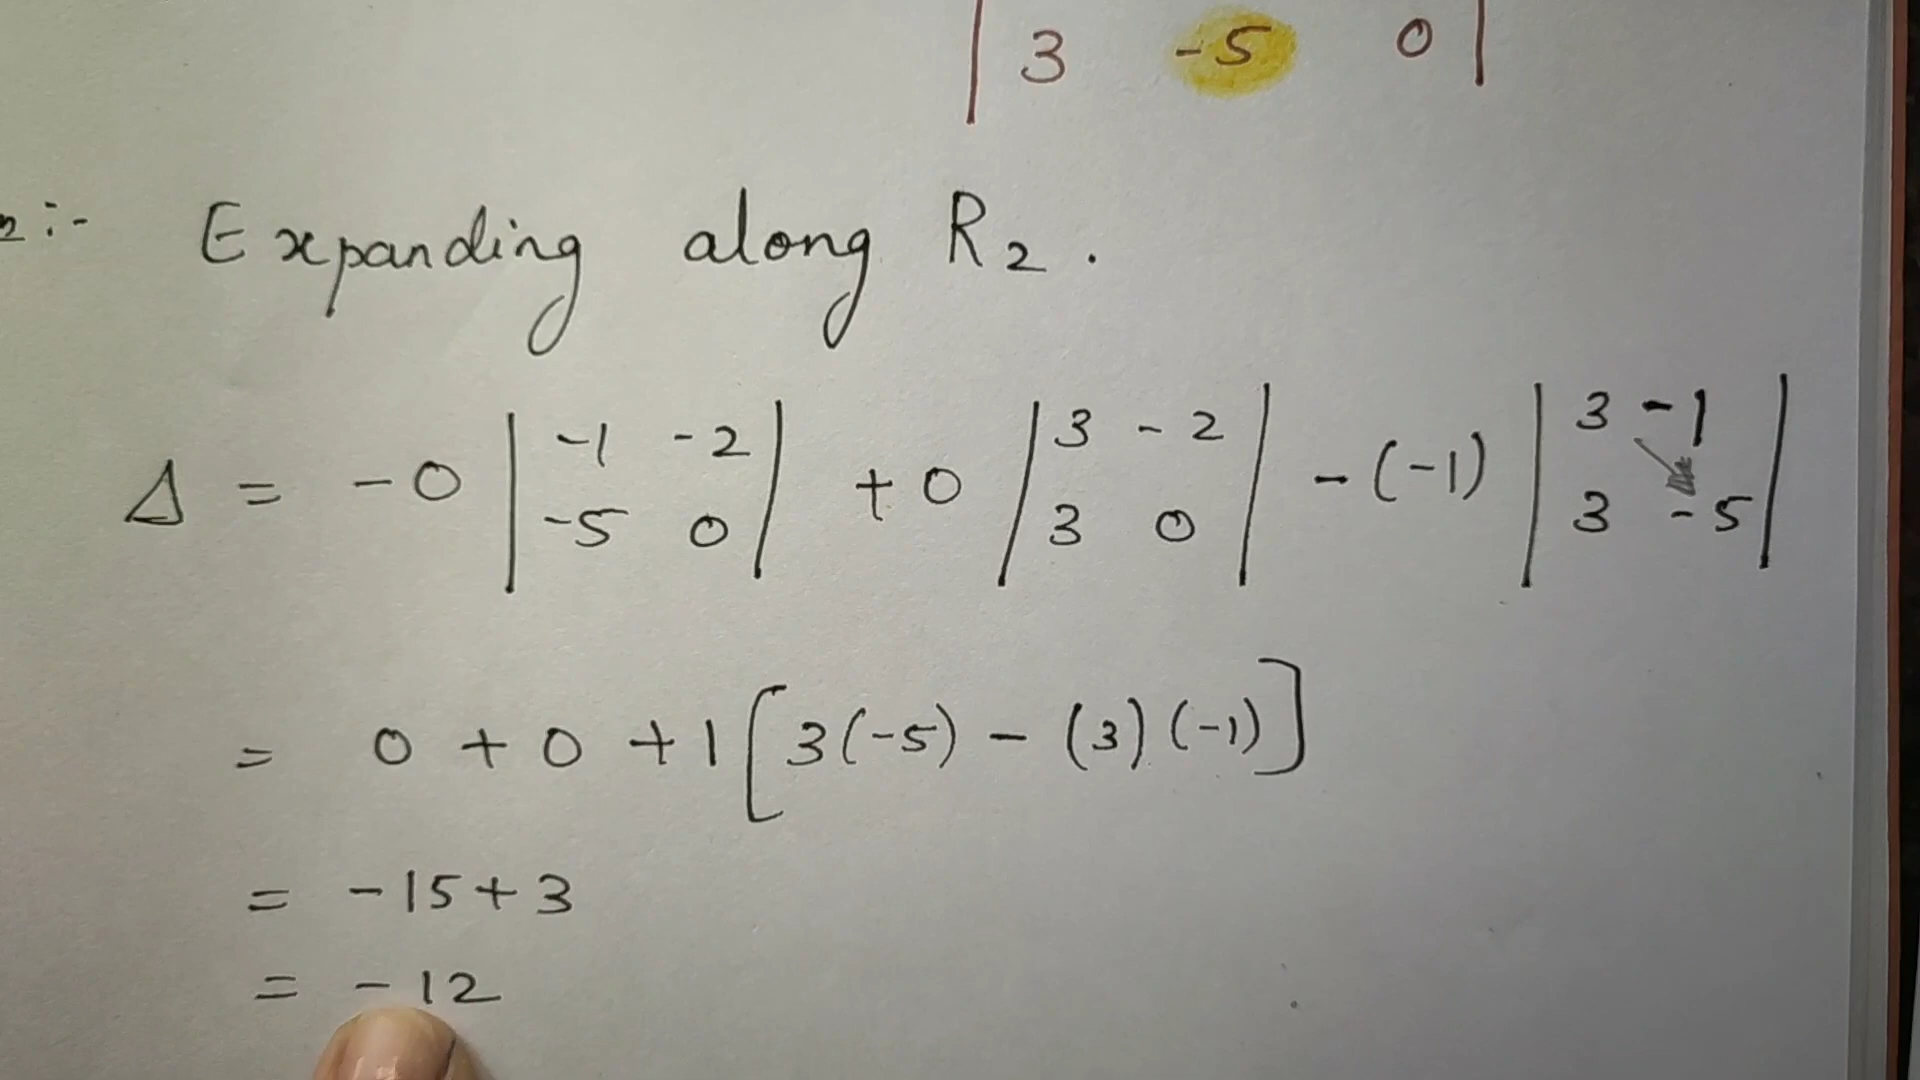 | 3 -5 0 |
n:- Expanding along R₂.
Δ = -0 | -1 -2 | + 0 | 3 -2 | - (-1) | 3 -1 |
| -5 0 | | 3 0 | | 3 -5 |
= 0 + 0 + 1 [3(-5) - (3)(-1)]
= -15 + 3
= -12